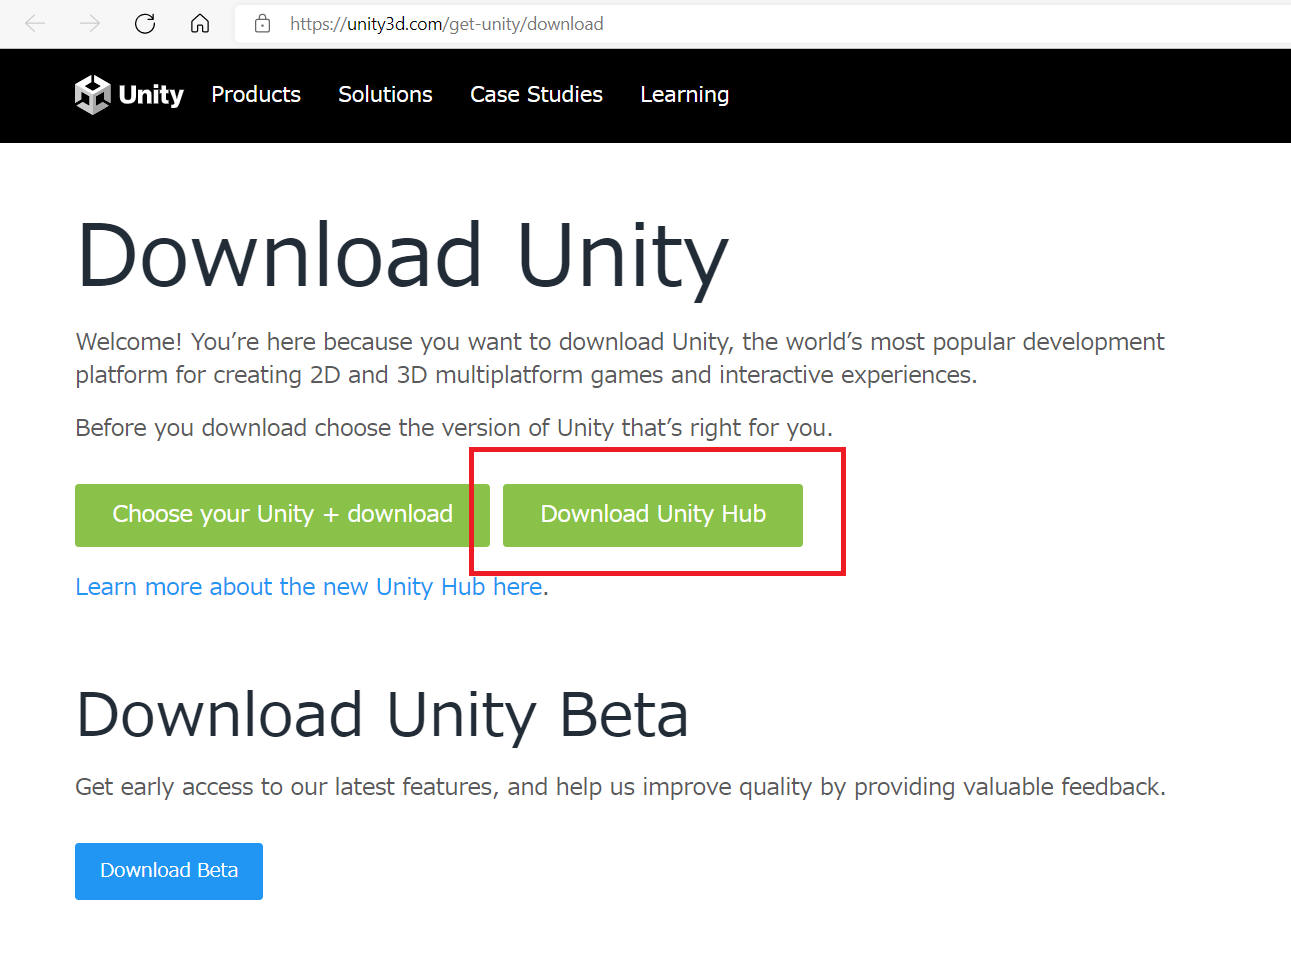 https://unity3d.com/get-unity/download
Unity Products Solutions Case Studies Learning
Download Unity
Welcome! You’re here because you want to download Unity, the world’s most popular development
platform for creating 2D and 3D multiplatform games and interactive experiences.
Before you download choose the version of Unity that’s right for you.
Choose your Unity + download Download Unity Hub
Learn more about the new Unity Hub here.
Download Unity Beta
Get early access to our latest features, and help us improve quality by providing valuable feedback.
Download Beta